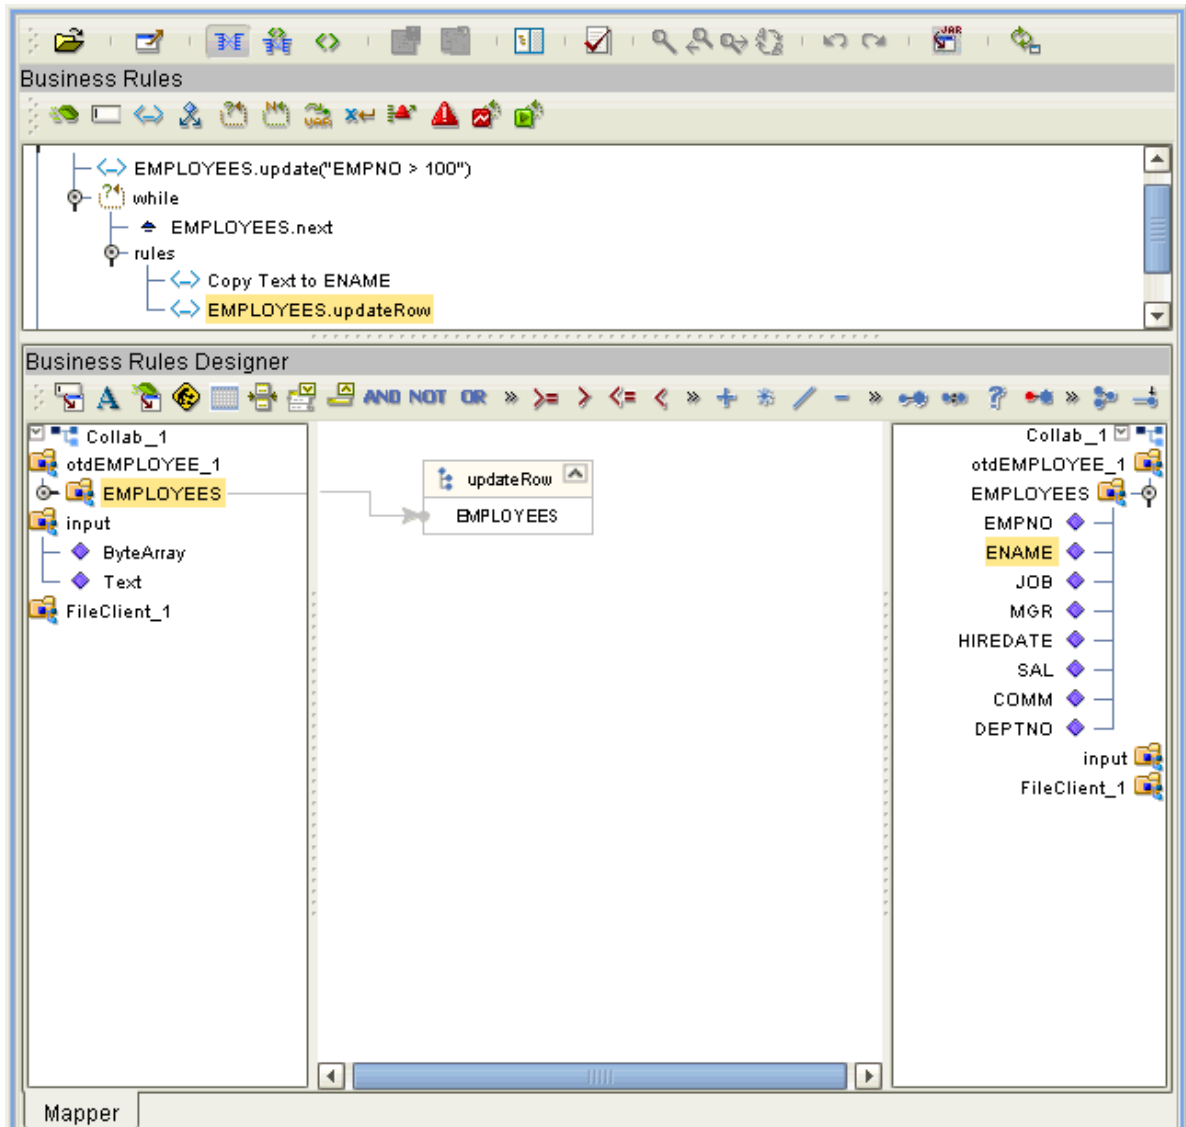 JAR
Business Rules
JAR
EMPLOYEES.update("EMPNO > 100")
while
EMPLOYEES.next
rules
Copy Text to ENAME
EMPLOYEES.updateRow
Business Rules Designer
A AND NOT OR » >= > <= < » + * / - » ? »
Collab_1
otdEMPLOYEE_1
EMPLOYEES
input
ByteArray
Text
FileClient_1
updateRow
EMPLOYEES
Collab_1
otdEMPLOYEE_1
EMPLOYEES
EMPNO
ENAME
JOB
MGR
HIREDATE
SAL
COMM
DEPTNO
input
FileClient_1
Mapper